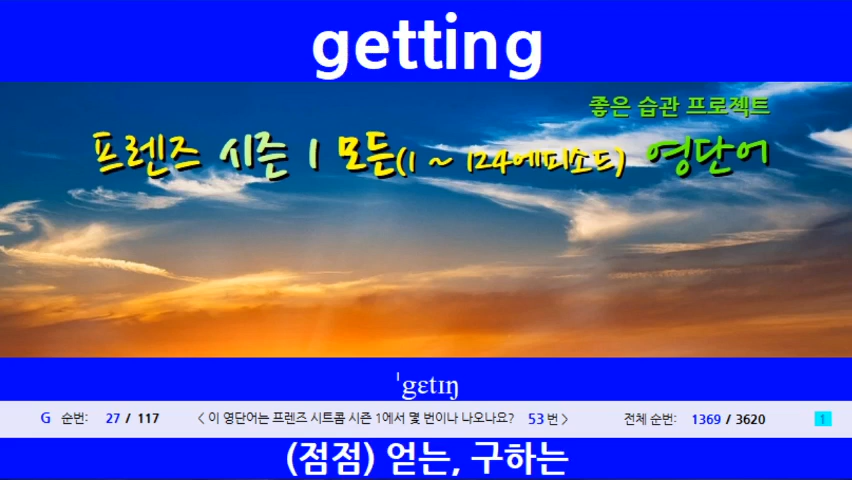 getting
좋은 습관 프로젝트
프렌즈 시즌 1 모든(1 ~ 124에피소드) 영단어
ˈgɛtɪŋ
G 순번: 27 / 117 < 이 영단어는 프렌즈 시트콤 시즌 1에서 몇 번이나 나오나요? 53 번 > 전체 순번: 1369 / 3620 1
(점점) 얻는, 구하는